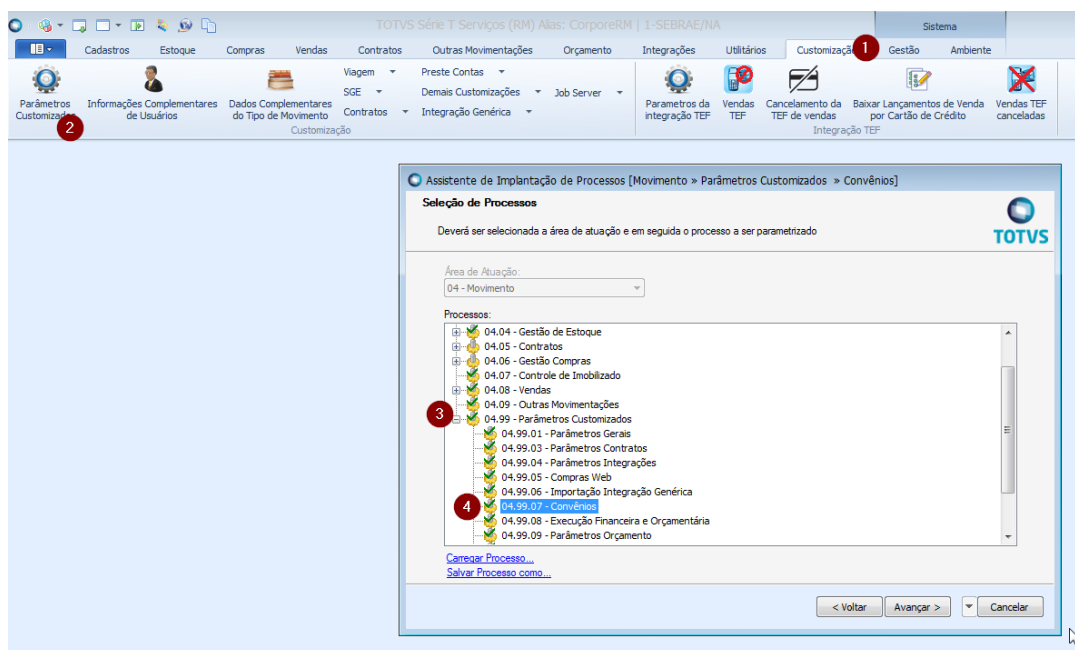 TOTVS Série T Serviços (RM) Alias: CorporeRM | 1-SEBRAE/NA
Sistema
Cadastros Estoque Compras Vendas Contratos Outras Movimentações Orçamento Integrações Utilitários Customização Gestão Ambiente
1
Parâmetros
Customizados
2
Informações Complementares
de Usuários
Dados Complementares
do Tipo de Movimento
Viagem
SGE
Contratos
Preste Contas
Demais Customizações
Integração Genérica
Job Server
Customização
Parametros da
integração TEF
Vendas
TEF
Cancelamento da
TEF de vendas
Baixar Lançamentos de Venda
por Cartão de Crédito
Vendas TEF
canceladas
Integração TEF
Assistente de Implantação de Processos [Movimento » Parâmetros Customizados » Convênios]
Seleção de Processos
Deverá ser selecionada a área de atuação e em seguida o processo a ser parametrizado
TOTVS
Área de Atuação:
04 - Movimento
Processos:
04.04 - Gestão de Estoque
04.05 - Contratos
04.06 - Gestão Compras
04.07 - Controle de Imobilizado
04.08 - Vendas
04.09 - Outras Movimentações
3
04.99 - Parâmetros Customizados
04.99.01 - Parâmetros Gerais
04.99.03 - Parâmetros Contratos
04.99.04 - Parâmetros Integrações
04.99.05 - Compras Web
04.99.06 - Importação Integração Genérica
4
04.99.07 - Convênios
04.99.08 - Execução Financeira e Orçamentária
04.99.09 - Parâmetros Orçamento
Carregar Processo...
Salvar Processo como...
< Voltar Avançar > Cancelar